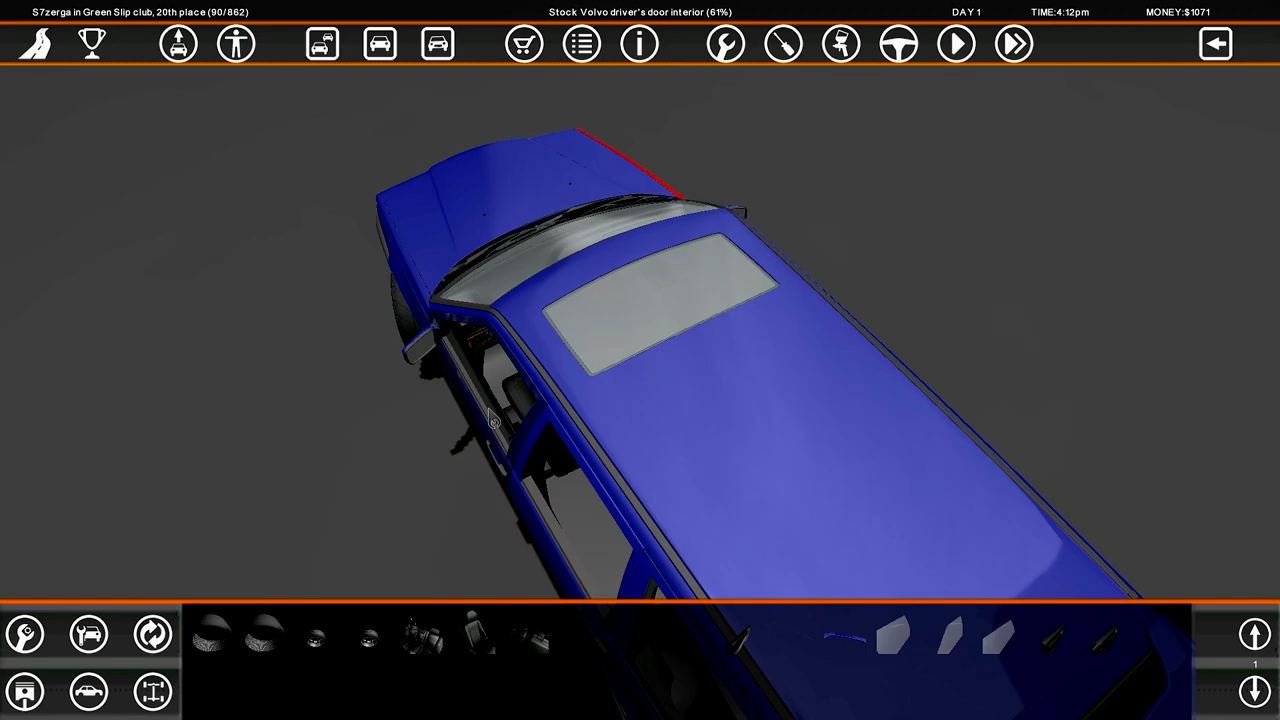 S7zerga in Green Slip club, 20th place (90/862)
Stock Volvo driver's door interior (61%)
DAY 1
TIME:4:12pm
MONEY:$1071
1